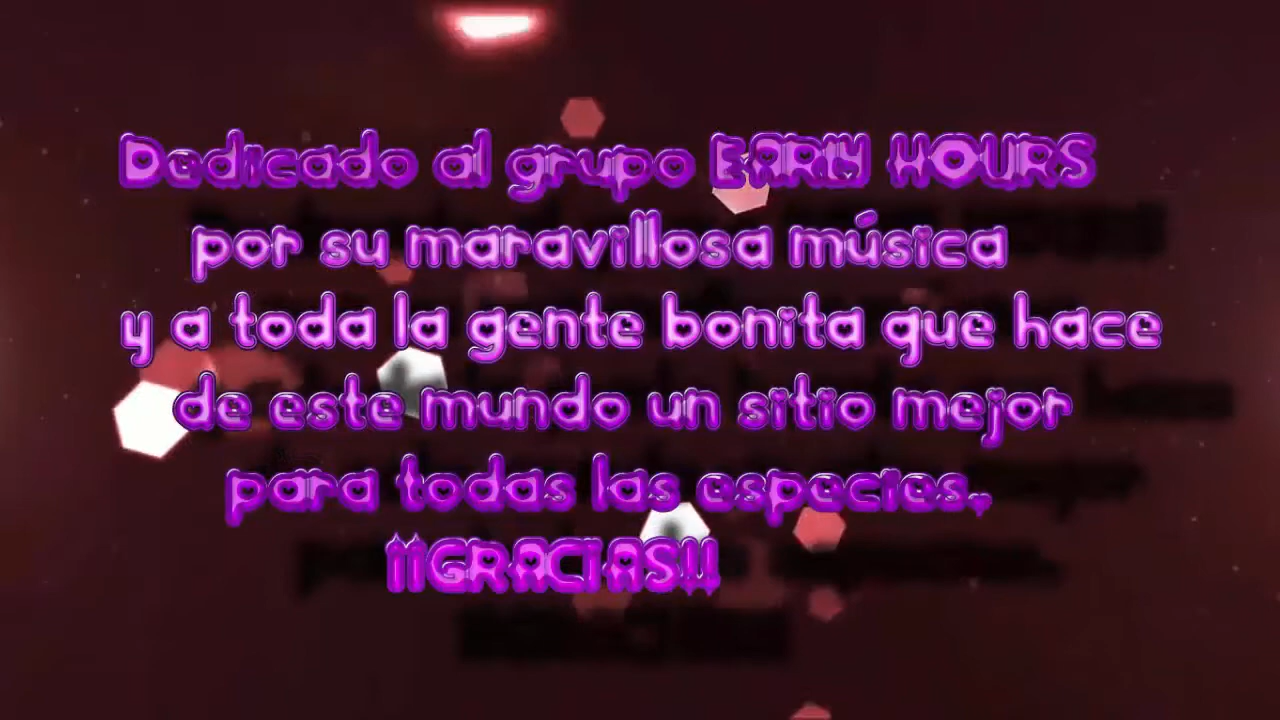 Dedicado al grupo EARLY HOURS
por su maravillosa música
y a toda la gente bonita que hace
de este mundo un sitio mejor
para todas las especies.
¡¡GRACIAS!!